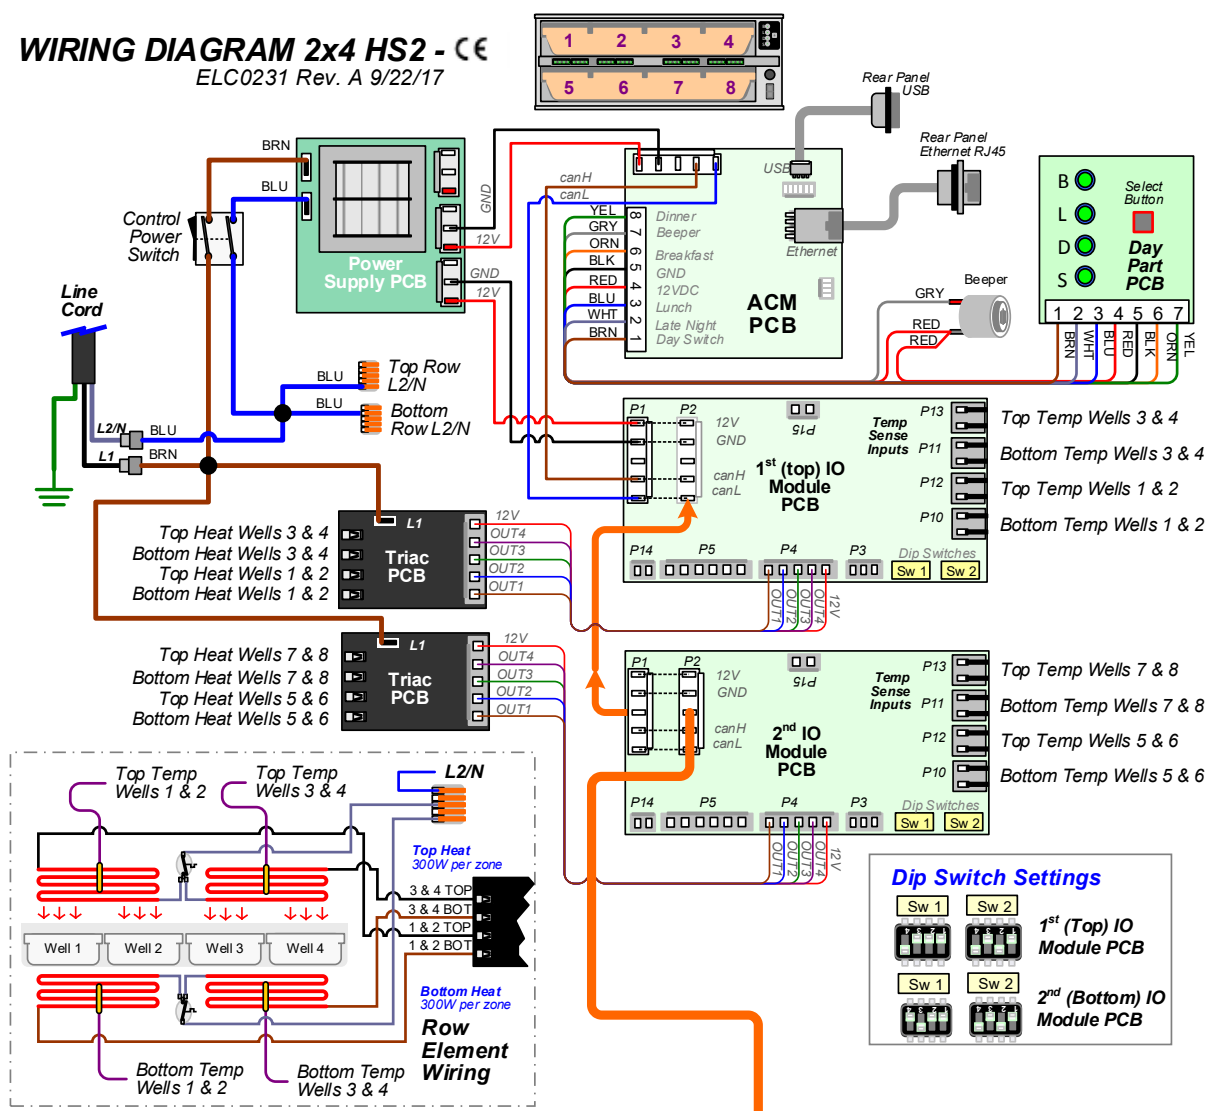 WIRING DIAGRAM 2x4 HS2 - CE
ELC0231 Rev. A 9/22/17
1 2 3 4
5 6 7 8
Rear Panel
USB
Rear Panel
Ethernet RJ45
BRN
BLU
Control
Power
Switch
Power
Supply PCB
GND
12V
GND
12V
canH
canL
USB
Ethernet
YEL 8 Dinner
GRY 7 Beeper
ORN 6 Breakfast
BLK 5 GND
RED 4 12VDC
BLU 3 Lunch
WHT 2 Late Night
BRN 1 Day Switch
ACM
PCB
Beeper
GRY
RED
RED
B
L
D
S
Select
Button
Day
Part
PCB
1 2 3 4 5 6 7
BRN
WHT
BLU
RED
BLK
ORN
YEL
Line
Cord
BLU
Top Row
L2/N
BLU
Bottom
Row L2/N
L2/N
BLU
L1
BRN
P1 P2
12V
GND
canH
canL
P15
1st (top) IO
Module
PCB
Temp
Sense
Inputs
P13 Top Temp Wells 3 & 4
P11 Bottom Temp Wells 3 & 4
P12 Top Temp Wells 1 & 2
P10 Bottom Temp Wells 1 & 2
P14 P5 P4 P3
Dip Switches
Sw 1 Sw 2
OUT1
OUT2
OUT3
OUT4
12V
L1
Triac
PCB
Top Heat Wells 3 & 4
Bottom Heat Wells 3 & 4
Top Heat Wells 1 & 2
Bottom Heat Wells 1 & 2
12V
OUT4
OUT3
OUT2
OUT1
L1
Triac
PCB
Top Heat Wells 7 & 8
Bottom Heat Wells 7 & 8
Top Heat Wells 5 & 6
Bottom Heat Wells 5 & 6
12V
OUT4
OUT3
OUT2
OUT1
P1 P2
12V
GND
canH
canL
P15
2nd IO
Module
PCB
Temp
Sense
Inputs
P13 Top Temp Wells 7 & 8
P11 Bottom Temp Wells 7 & 8
P12 Top Temp Wells 5 & 6
P10 Bottom Temp Wells 5 & 6
P14 P5 P4 P3
Dip Switches
Sw 1 Sw 2
OUT1
OUT2
OUT3
OUT4
12V
Top Temp
Wells 1 & 2
Top Temp
Wells 3 & 4
L2/N
Top Heat
300W per zone
3 & 4 TOP
3 & 4 BOT
1 & 2 TOP
1 & 2 BOT
Well 1 Well 2 Well 3 Well 4
Bottom Heat
300W per zone
Row
Element
Wiring
Bottom Temp
Wells 1 & 2
Bottom Temp
Wells 3 & 4
Dip Switch Settings
Sw 1 Sw 2
1st (Top) IO
Module PCB
Sw 1 Sw 2
2nd (Bottom) IO
Module PCB